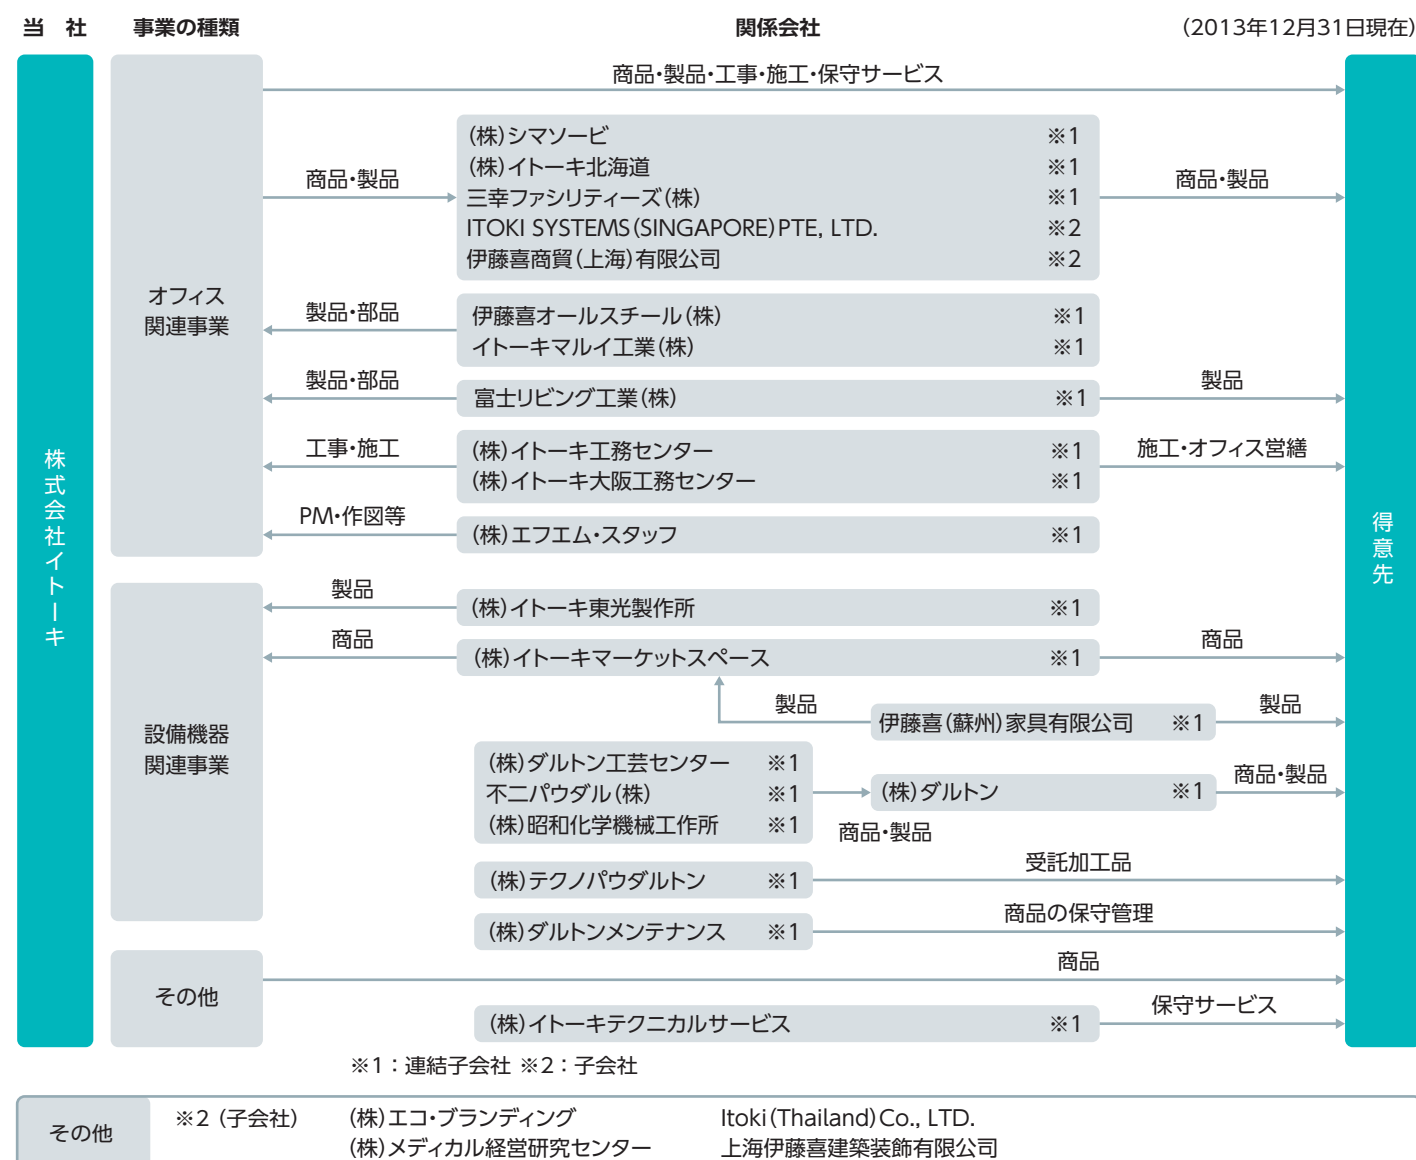 当 社 事業の種類 関係会社 (2013年12月31日現在)
株式会社イトーキ
得意先
オフィス
関連事業
商品・製品・工事・施工・保守サービス
商品・製品
(株)シマソービ ※1
(株)イトーキ北海道 ※1
三幸ファシリティーズ(株) ※1
ITOKI SYSTEMS(SINGAPORE)PTE, LTD. ※2
伊藤喜商貿(上海)有限公司 ※2
商品・製品
製品・部品
伊藤喜オールスチール(株) ※1
イトーキマルイ工業(株) ※1
製品・部品
富士リビング工業(株) ※1
製品
工事・施工
(株)イトーキ工務センター ※1
(株)イトーキ大阪工務センター ※1
施工・オフィス営繕
PM・作図等
(株)エフエム・スタッフ ※1
設備機器
関連事業
製品
(株)イトーキ東光製作所 ※1
商品
(株)イトーキマーケットスペース ※1
商品
製品
伊藤喜(蘇州)家具有限公司 ※1
製品
(株)ダルトン工芸センター ※1
不二パウダル(株) ※1
(株)昭和化学機械工作所 ※1
商品・製品
(株)ダルトン ※1
商品・製品
(株)テクノパウダルトン ※1
受託加工品
(株)ダルトンメンテナンス ※1
商品の保守管理
その他
商品
(株)イトーキテクニカルサービス ※1
保守サービス
※1：連結子会社 ※2：子会社
その他
※2 (子会社) (株)エコ・ブランディング Itoki(Thailand)Co., LTD.
(株)メディカル経営研究センター 上海伊藤喜建築装飾有限公司